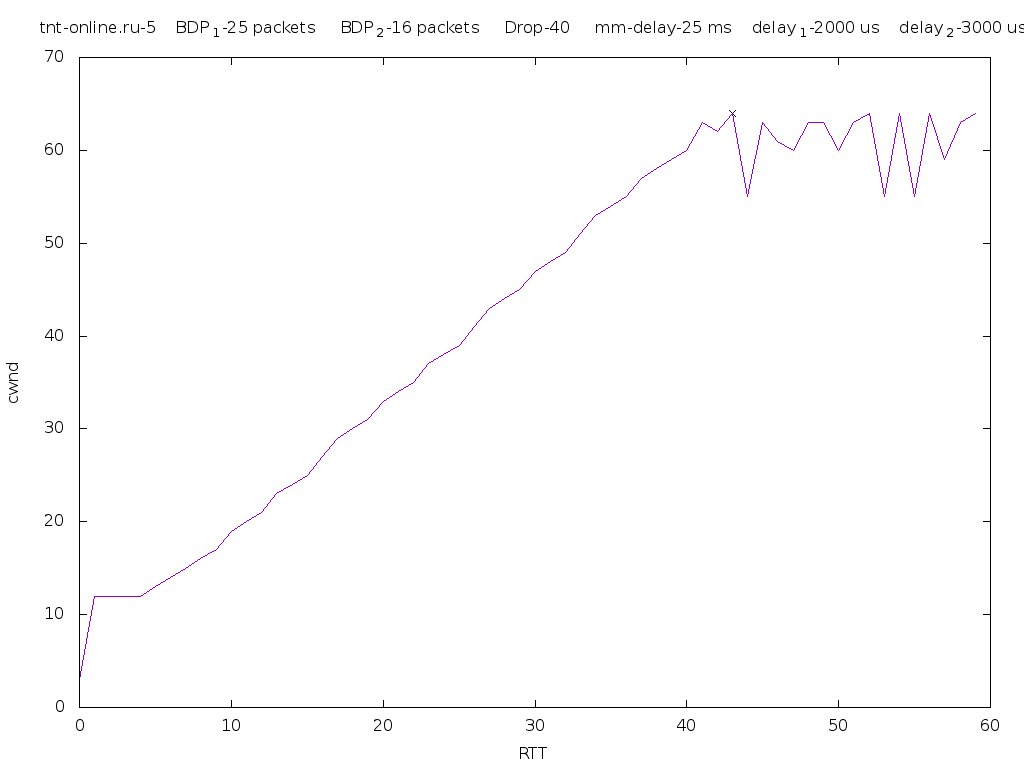 tnt-online.ru-5 BDP1-25 packets BDP2-16 packets Drop-40 mm-delay-25 ms delay1-2000 us delay2-3000 us
70
60
50
40
30
20
10
0
cwnd
0 10 20 30 40 50 60
RTT